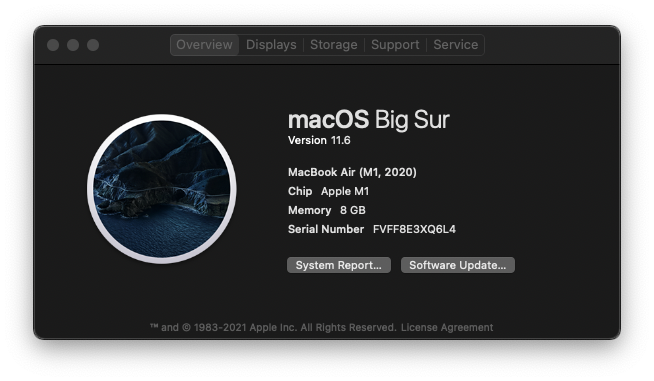 Overview Displays Storage Support Service
macOS Big Sur
Version 11.6
MacBook Air (M1, 2020)
Chip Apple M1
Memory 8 GB
Serial Number FVFF8E3XQ6L4
System Report... Software Update...
™ and © 1983-2021 Apple Inc. All Rights Reserved. License Agreement